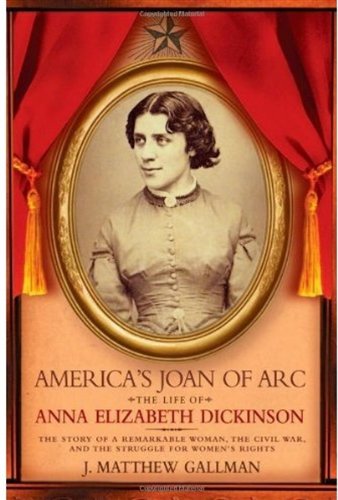 AMERICA'S JOAN OF ARC
THE LIFE OF
ANNA ELIZABETH DICKINSON
THE STORY OF A REMARKABLE WOMAN, THE CIVIL WAR,
AND THE STRUGGLE FOR WOMEN'S RIGHTS
J. MATTHEW GALLMAN